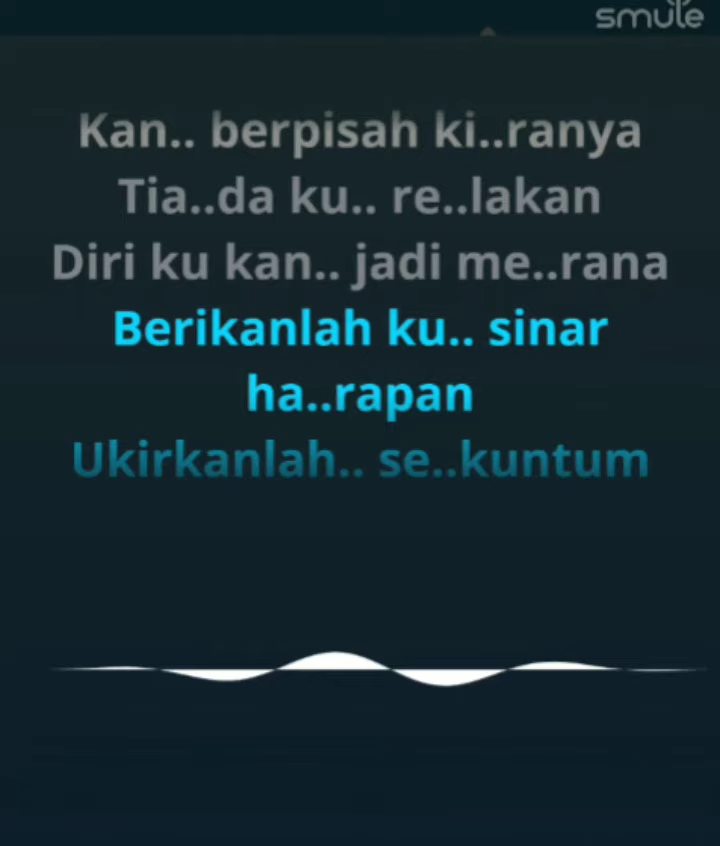 smule
Kan.. berpisah ki..ranya
Tia..da ku.. re..lakan
Diri ku kan.. jadi me..rana
Berikanlah ku.. sinar
ha..rapan
Ukirkanlah.. se..kuntum